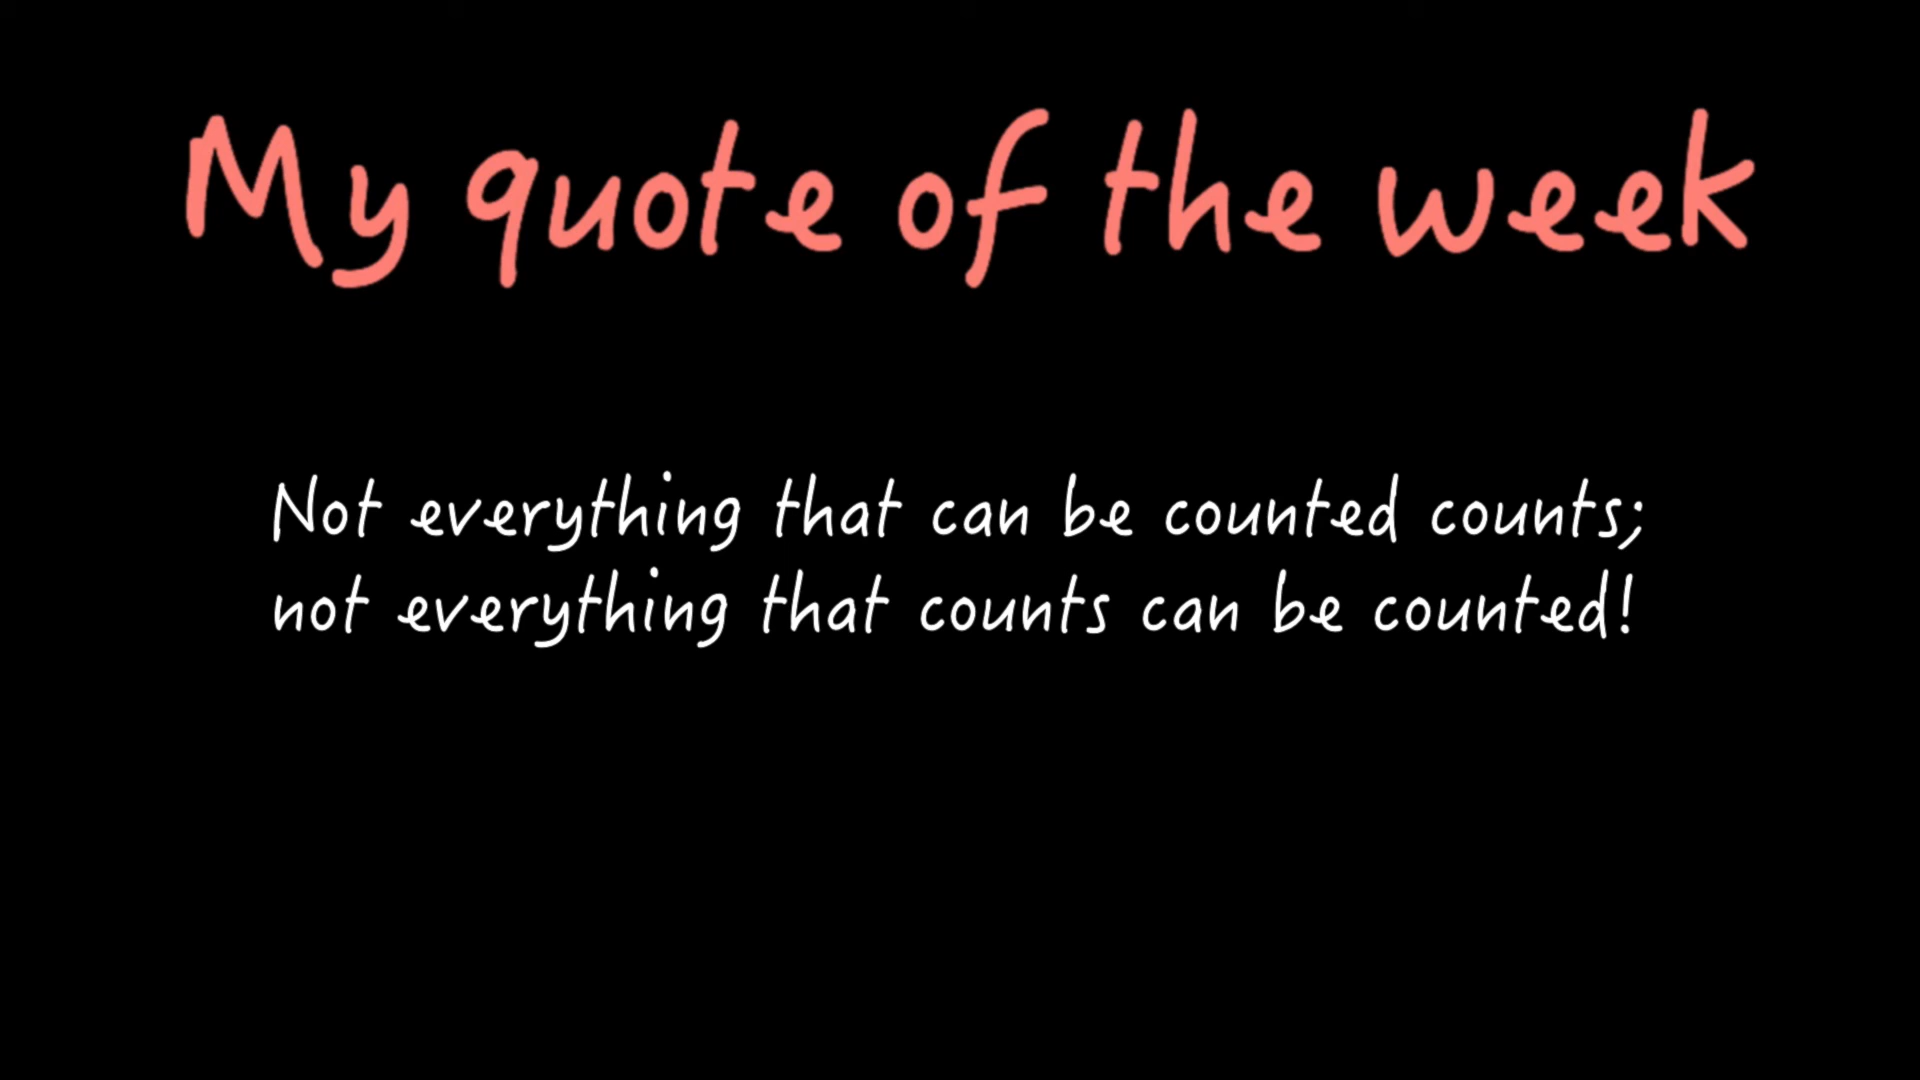 My quote of the week
Not everything that can be counted counts;
not everything that counts can be counted!